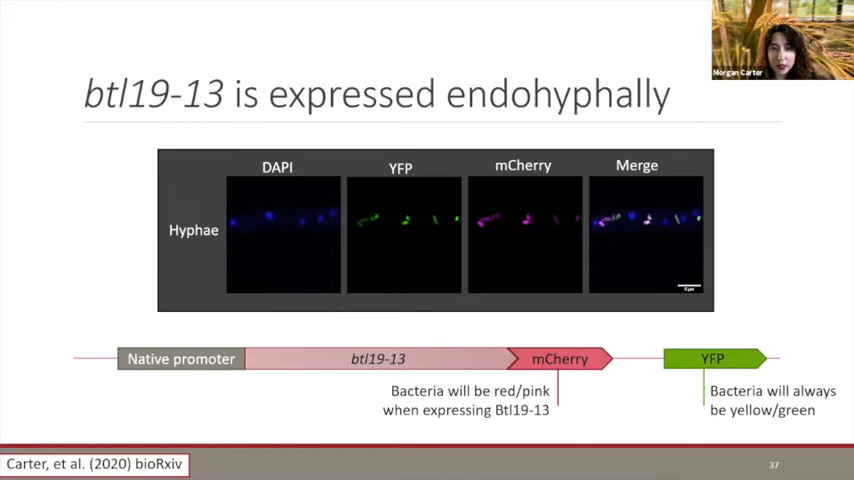 Morgan Carter
btl19-13 is expressed endohyphally
DAPI YFP mCherry Merge
Hyphae
Native promoter btl19-13 mCherry YFP
Bacteria will be red/pink
when expressing Btl19-13
Bacteria will always
be yellow/green
Carter, et al. (2020) bioRxiv
37